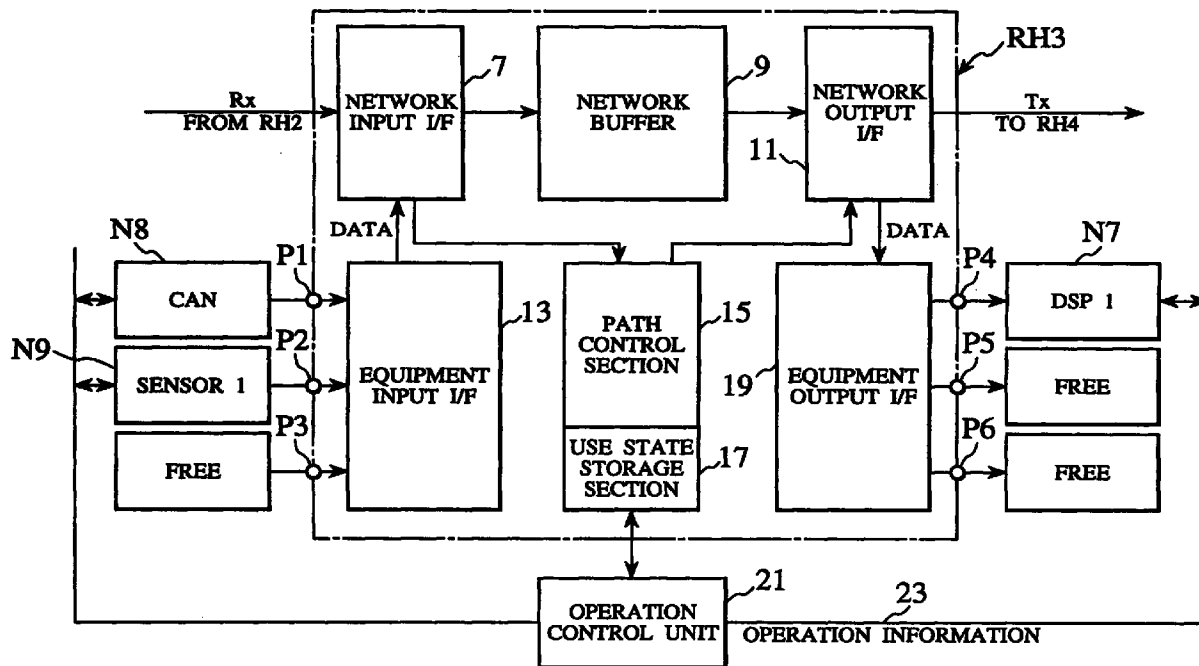 RH3
7
9
Rx
FROM RH2
NETWORK
INPUT I/F
NETWORK
BUFFER
NETWORK
OUTPUT
I/F
Tx
TO RH4
11
DATA
DATA
N8
P1
CAN
13
15
P4
N7
DSP 1
N9
P2
SENSOR 1
EQUIPMENT
INPUT I/F
PATH
CONTROL
SECTION
19
EQUIPMENT
OUTPUT I/F
P5
FREE
P3
FREE
USE STATE
STORAGE
SECTION
17
P6
FREE
21
OPERATION
CONTROL UNIT
23
OPERATION INFORMATION